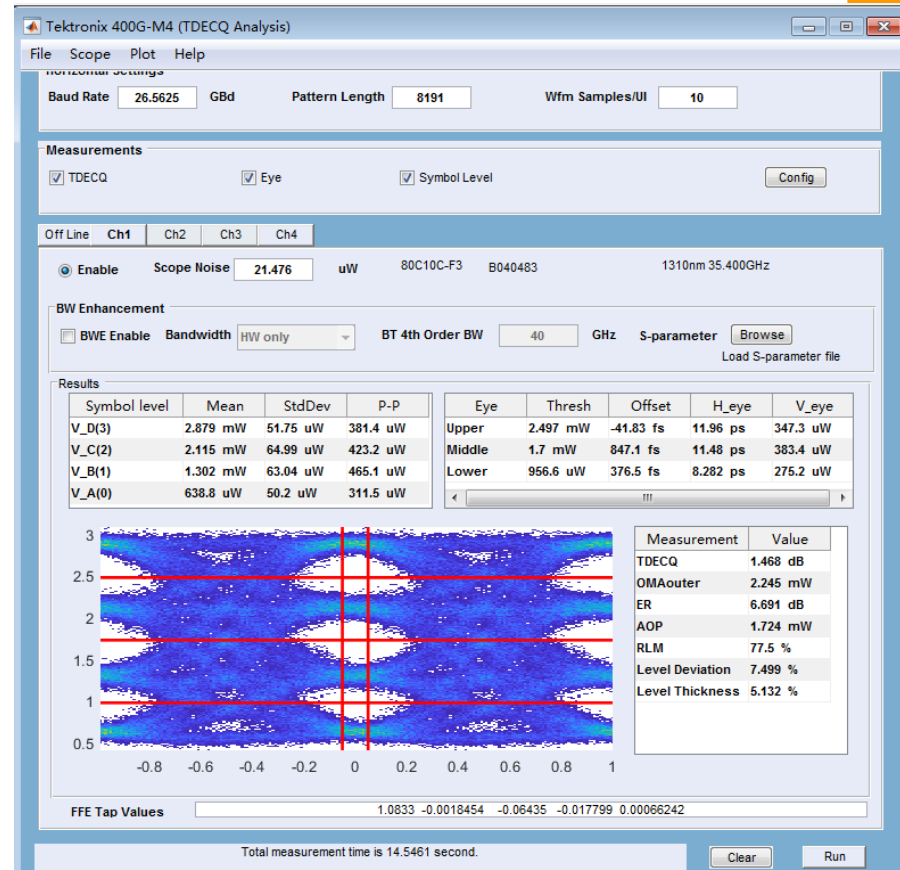 Tektronix 400G-M4 (TDECQ Analysis)
File Scope Plot Help
Horizontal Settings
Baud Rate 26.5625 GBd Pattern Length 8191 Wfm Samples/UI 10
Measurements
TDECQ Eye Symbol Level Config
Off Line Ch1 Ch2 Ch3 Ch4
Enable Scope Noise 21.476 uW 80C10C-F3 B040483 1310nm 35.400GHz
BW Enhancement
BWE Enable Bandwidth HW only BT 4th Order BW 40 GHz S-parameter Browse
Load S-parameter file
Results
Symbol level Mean StdDev P-P Eye Thresh Offset H_eye V_eye
V_D(3) 2.879 mW 51.75 uW 381.4 uW Upper 2.497 mW -41.83 fs 11.96 ps 347.3 uW
V_C(2) 2.115 mW 64.99 uW 423.2 uW Middle 1.7 mW 847.1 fs 11.48 ps 383.4 uW
V_B(1) 1.302 mW 63.04 uW 465.1 uW Lower 956.6 uW 376.5 fs 8.282 ps 275.2 uW
V_A(0) 638.8 uW 50.2 uW 311.5 uW
3
2.5
2
1.5
1
0.5
-0.8 -0.6 -0.4 -0.2 0 0.2 0.4 0.6 0.8 1
Measurement Value
TDECQ 1.468 dB
OMAouter 2.245 mW
ER 6.691 dB
AOP 1.724 mW
RLM 77.5 %
Level Deviation 7.499 %
Level Thickness 5.132 %
FFE Tap Values 1.0833 -0.0018454 -0.06435 -0.017799 0.00066242
Total measurement time is 14.5461 second. Clear Run